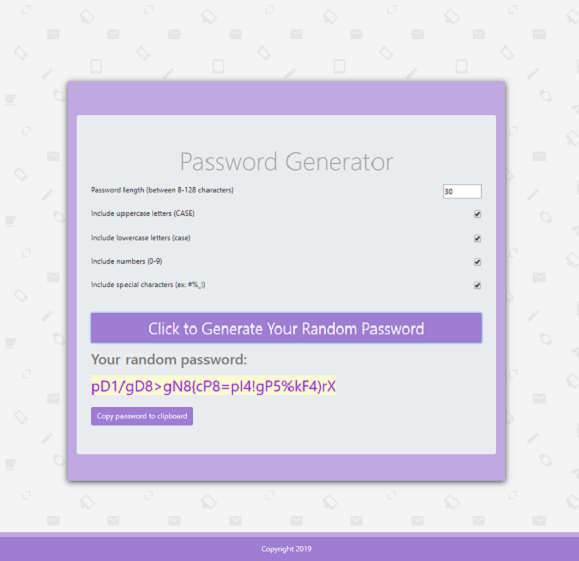 Password Generator
Password length (between 8-128 characters)
30
Include uppercase letters (CASE)
Include lowercase letters (case)
Include numbers (0-9)
Include special characters (ex: #%_!)
Click to Generate Your Random Password
Your random password:
pD1/gD8>gN8{cP8=pI4!gP5%kF4)rX
Copy password to clipboard
Copyright 2019